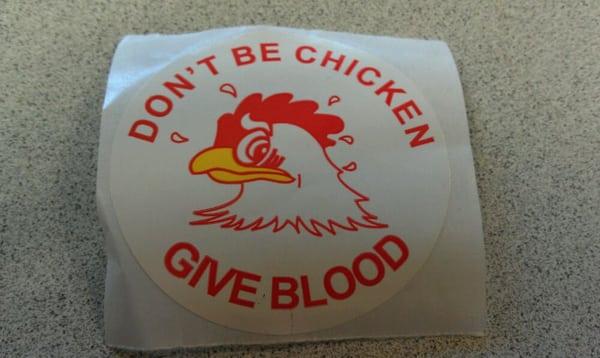 DON'T BE CHICKEN
GIVE BLOOD